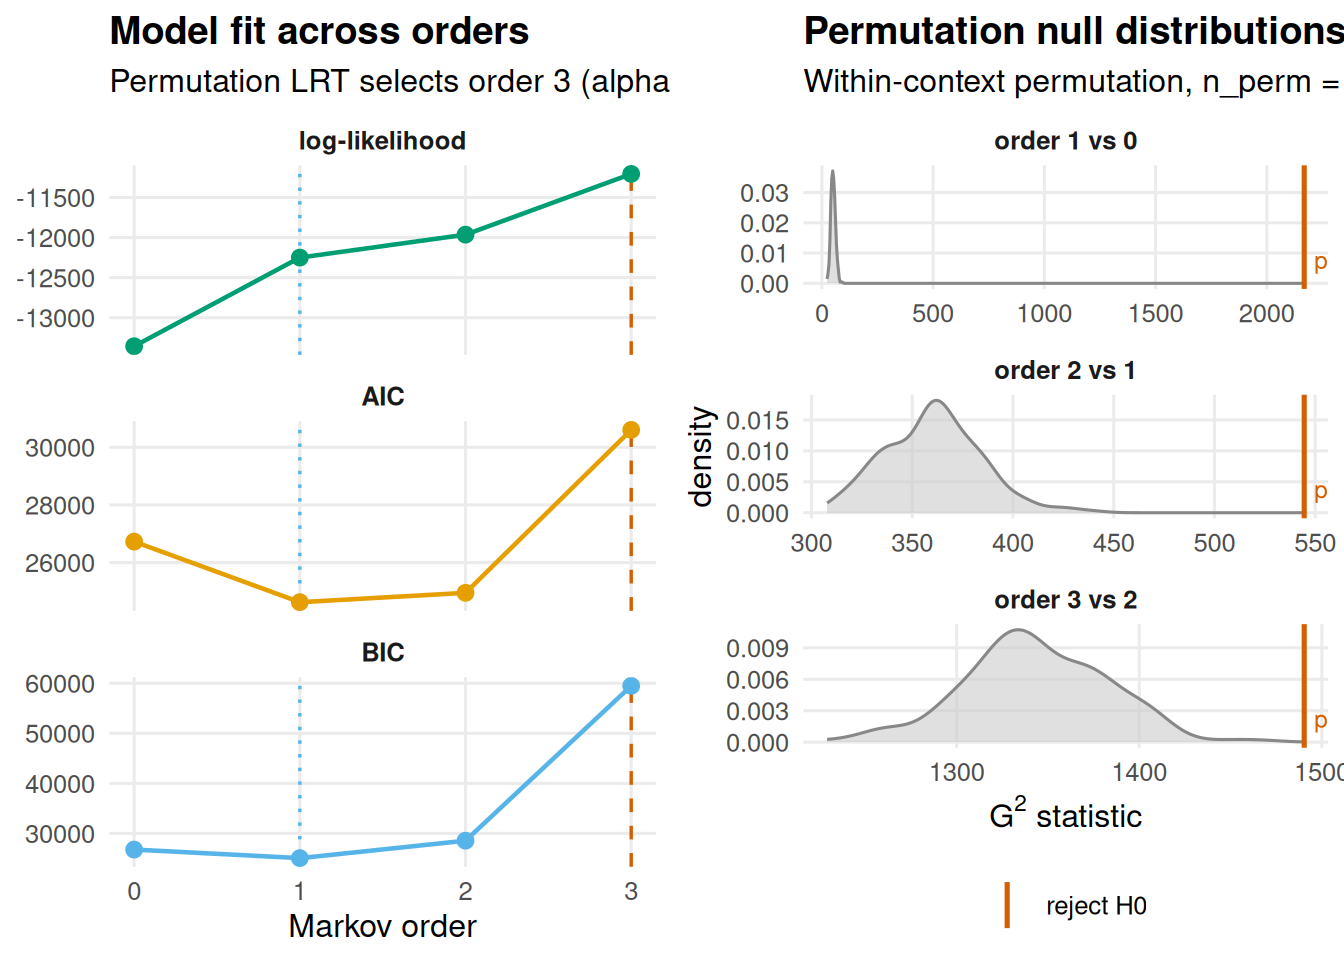 Model fit across orders
Permutation LRT selects order 3 (alpha
log-likelihood
-11500
-12000
-12500
-13000
AIC
30000
28000
26000
BIC
60000
50000
40000
30000
0 1 2 3
Markov order
Permutation null distributions
Within-context permutation, n_perm =
order 1 vs 0
0.03
0.02
0.01
0.00
p
0 500 1000 1500 2000
order 2 vs 1
density
0.015
0.010
0.005
0.000
p
300 350 400 450 500 550
order 3 vs 2
0.009
0.006
0.003
0.000
p
1300 1400 1500
G² statistic
reject H0